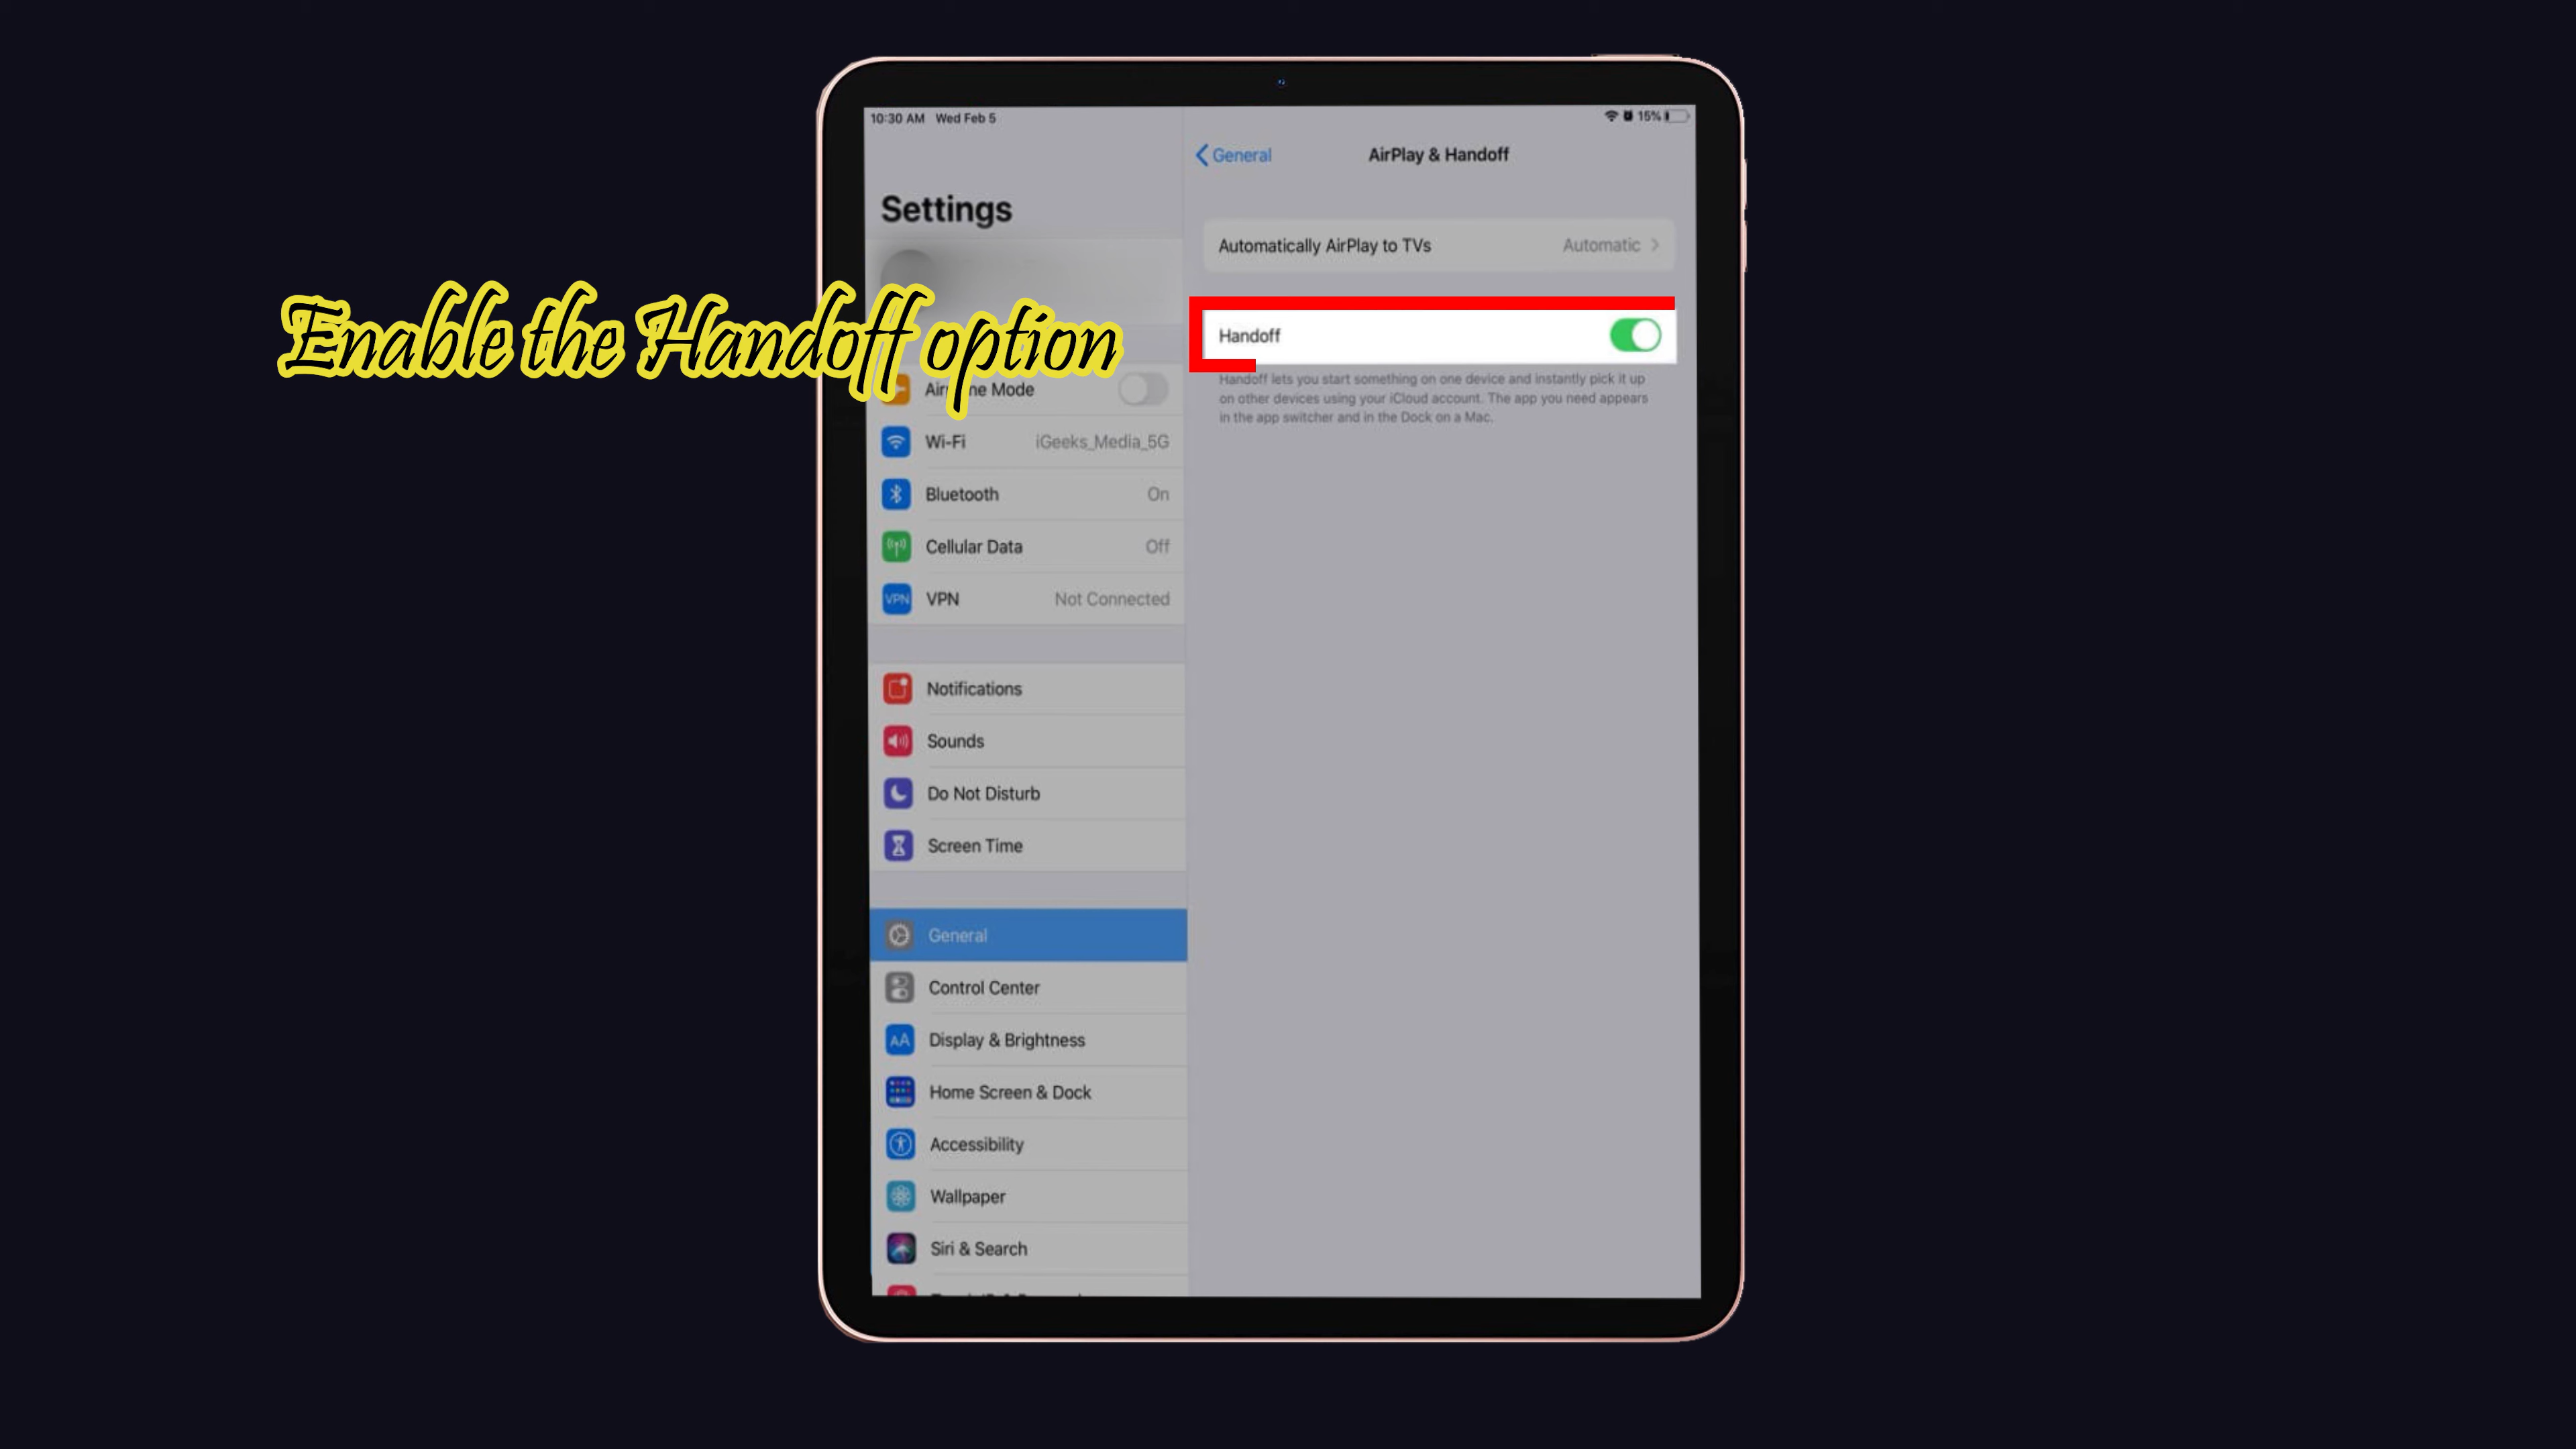 10:30 AM Wed Feb 5
15%
Settings
General
AirPlay & Handoff
Automatically AirPlay to TVs Automatic
Enable the Handoff option
Handoff
Handoff lets you start something on one device and instantly pick it up
on other devices using your iCloud account. The app you need appears
in the app switcher and in the Dock on a Mac.
Airplane Mode
Wi-Fi iGeeks_Media_5G
Bluetooth On
Cellular Data Off
VPN VPN Not Connected
Notifications
Sounds
Do Not Disturb
Screen Time
General
Control Center
AA Display & Brightness
Home Screen & Dock
Accessibility
Wallpaper
Siri & Search